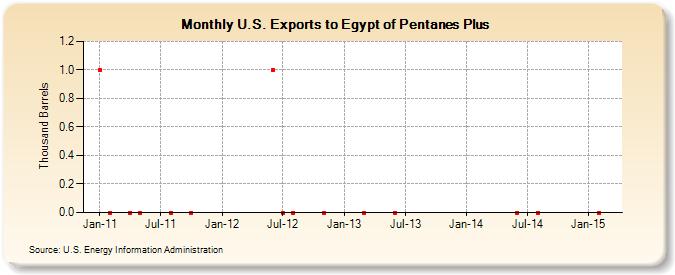 Monthly U.S. Exports to Egypt of Pentanes Plus
Thousand Barrels
1.2
1.0
0.8
0.6
0.4
0.2
0.0
Jan-11 Jul-11 Jan-12 Jul-12 Jan-13 Jul-13 Jan-14 Jul-14 Jan-15
Source: U.S. Energy Information Administration